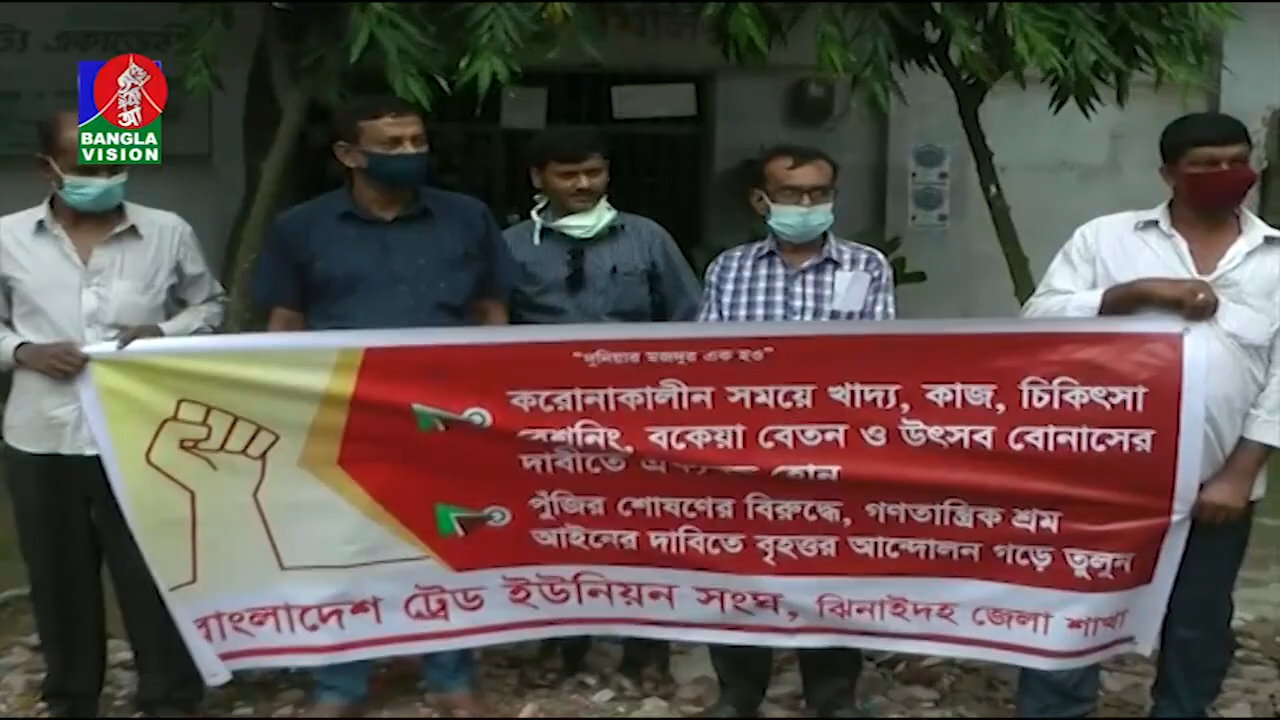 BANGLA
VISION
"দুনিয়ার মজদুর এক হও"
করোনাকালীন সময়ে খাদ্য, কাজ, চিকিৎসা
রেশনিং, বকেয়া বেতন ও উৎসব বোনাসের
দাবীতে হোন
পুঁজির শোষণের বিরুদ্ধে, গণতান্ত্রিক শ্রম
আইনের দাবিতে বৃহত্তর আন্দোলন গড়ে তুলুন
বাংলাদেশ ট্রেড ইউনিয়ন সংঘ, ঝিনাইদহ জেলা শাখা